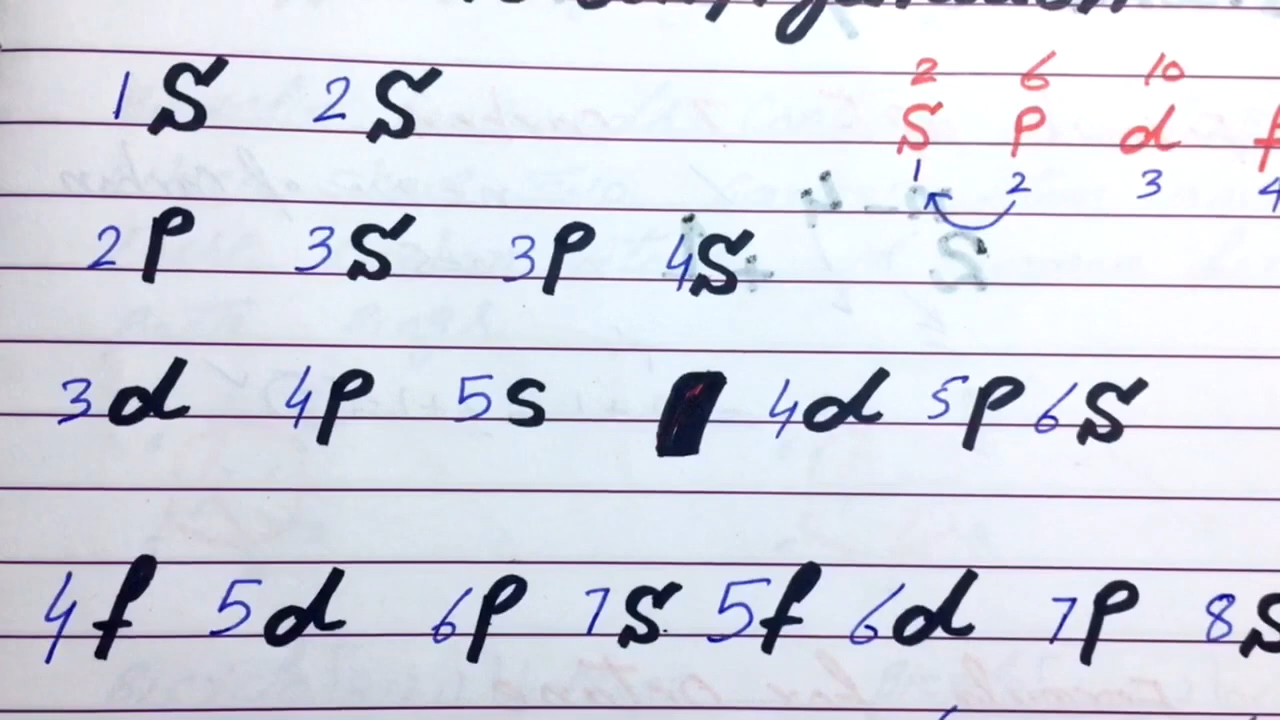 2 6 10
1s 2s s p d f
1 2 3 4
2p 3s 3p 4s
3d 4p 5s 4d 5p 6s
4f 5d 6p 7s 5f 6d 7p 8s